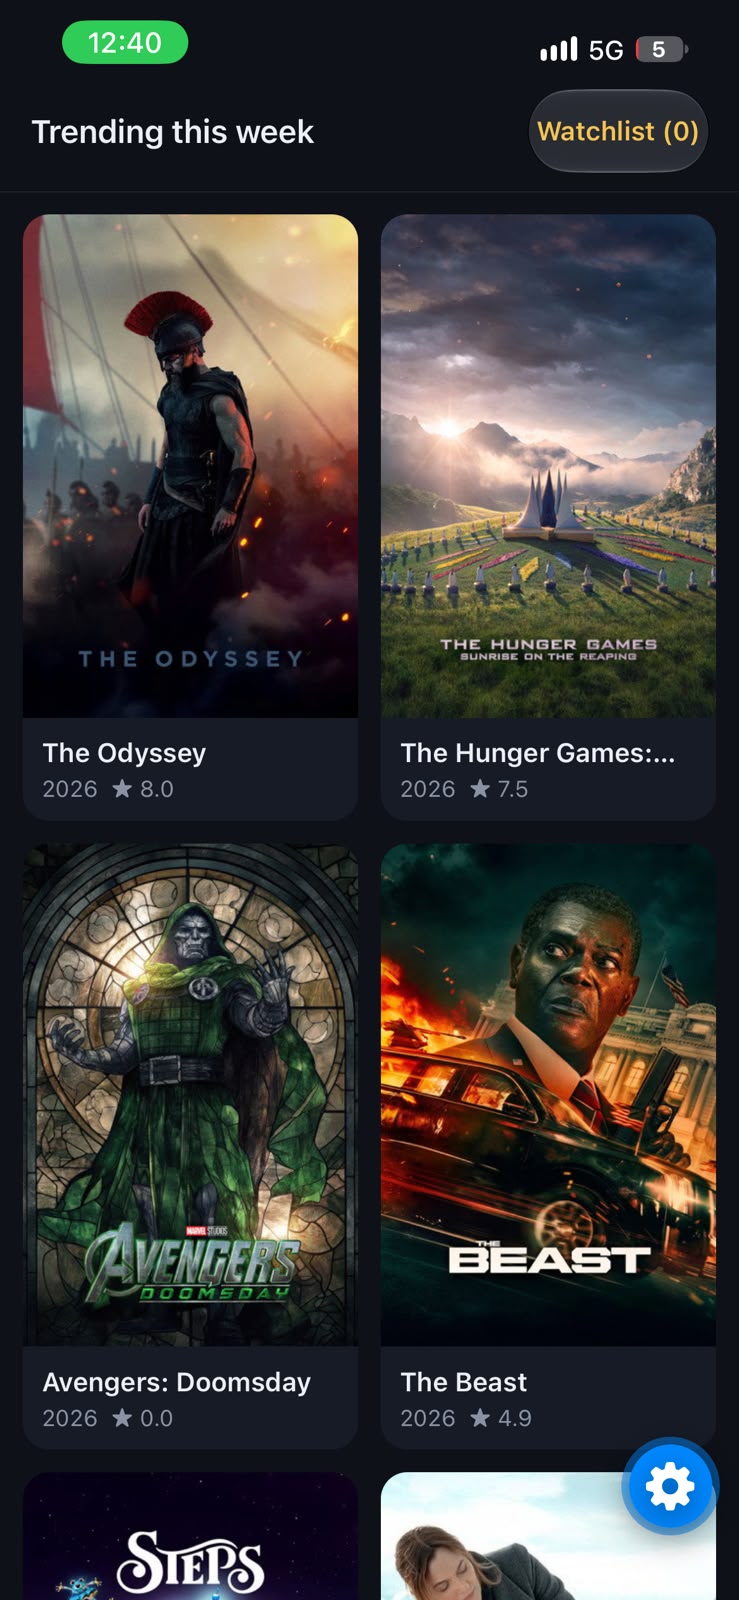 12:40
5G 5
Trending this week
Watchlist (0)
THE ODYSSEY
THE HUNGER GAMES
SUNRISE ON THE REAPING
The Odyssey
The Hunger Games:...
2026 ★ 8.0
2026 ★ 7.5
MARVEL STUDIOS
AVENGERS
DOOMSDAY
THE
BEAST
Avengers: Doomsday
The Beast
2026 ★ 0.0
2026 ★ 4.9
STEPS